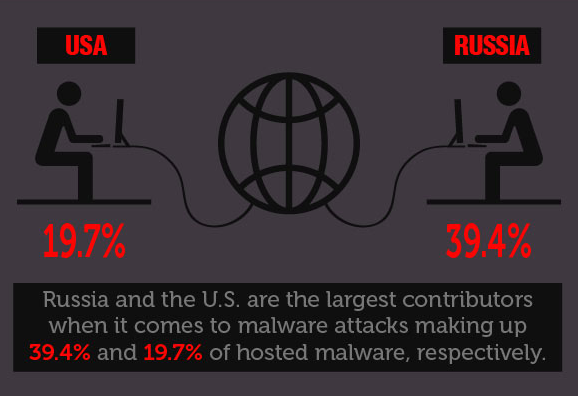 USA
RUSSIA
19.7%
39.4%
Russia and the U.S. are the largest contributors
when it comes to malware attacks making up
39.4% and 19.7% of hosted malware, respectively.